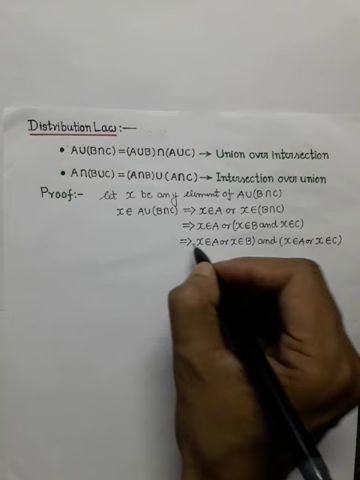 Distribution Law:—
• A∪(B∩C)=(A∪B)∩(A∪C) → Union over Intersection
• A∩(B∪C)=(A∩B)∪(A∩C) → Intersection over union
Proof:- let x be any element of A∪(B∩C)
x∈ A∪(B∩C) ⇒ x∈A or x∈(B∩C)
⇒ x∈A or (x∈B and x∈C)
⇒ x∈A or x∈B) and (x∈A or x∈C)